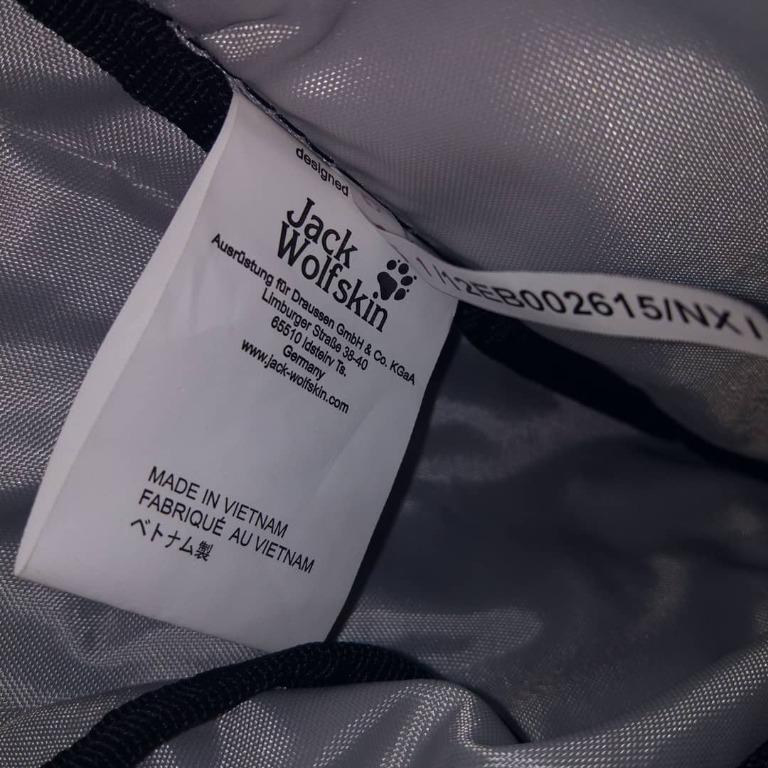 designed
Jack
Wolfskin
Ausrüstung für Draussen GmbH & Co. KGaA
Limburger Straße 38-40
65510 Idstein/ Ts.
Germany
www.jack-wolfskin.com
MADE IN VIETNAM
FABRIQUÉ AU VIETNAM
ベトナム製
1/12EB002615/NX